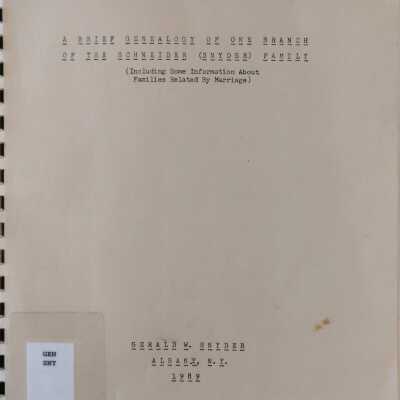 A BRIEF GENEALOGY OF ONE BRANCH
OF THE SCHNEIDER (SNYDER) FAMILY
(Including Some Information About
Families Related By Marriage)
GERALD W. SNYDER
ALBANY, N.Y.
1989
GEN
SNY